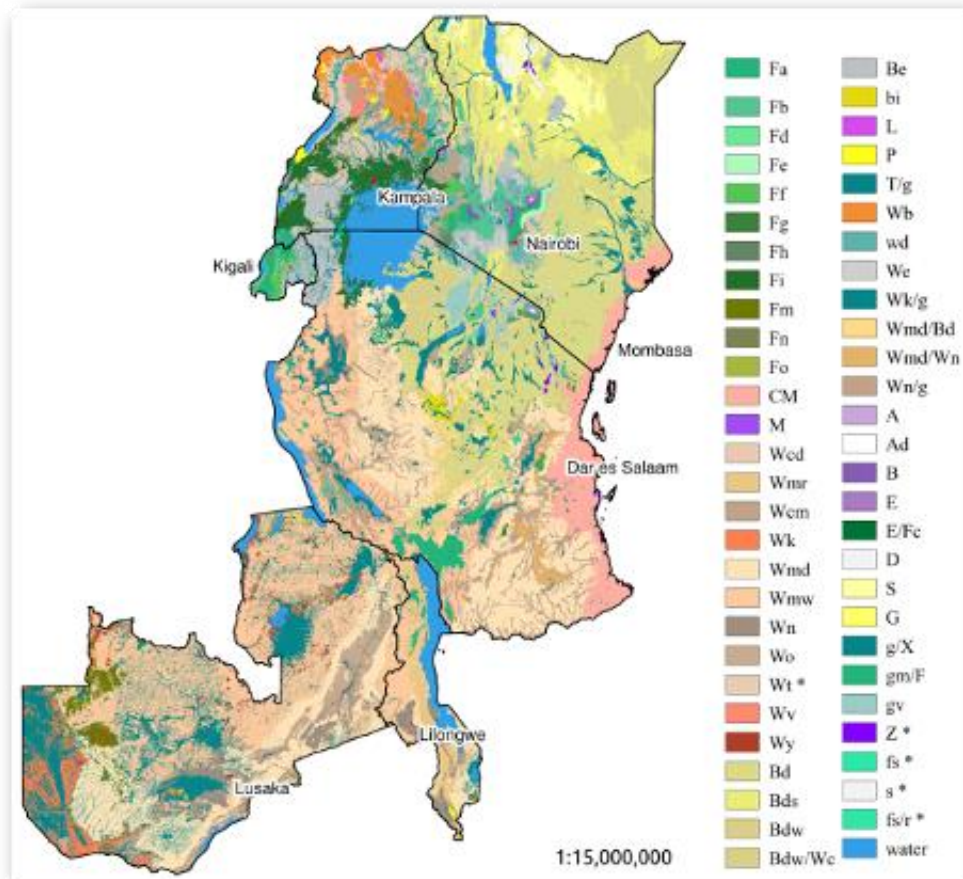 Fa
Fb
Fd
Fe
Ff
Fg
Fh
Fi
Fm
Fn
Fo
CM
M
Wcd
Wmr
Wcm
Wk
Wmd
Wmw
Wn
Wo
Wt *
Wv
Wy
Bd
Bds
Bdw
Bdw/We
Be
bi
L
P
T/g
Wb
wd
We
Wk/g
Wmd/Bd
Wmd/Wn
Wn/g
A
Ad
B
E
E/Fe
D
S
G
g/X
gm/F
gv
Z *
fs *
s *
fs/r *
water
Kampala
Nairobi
Kigali
Mombasa
Dar es Salaam
Lilongwe
Lusaka
1:15,000,000